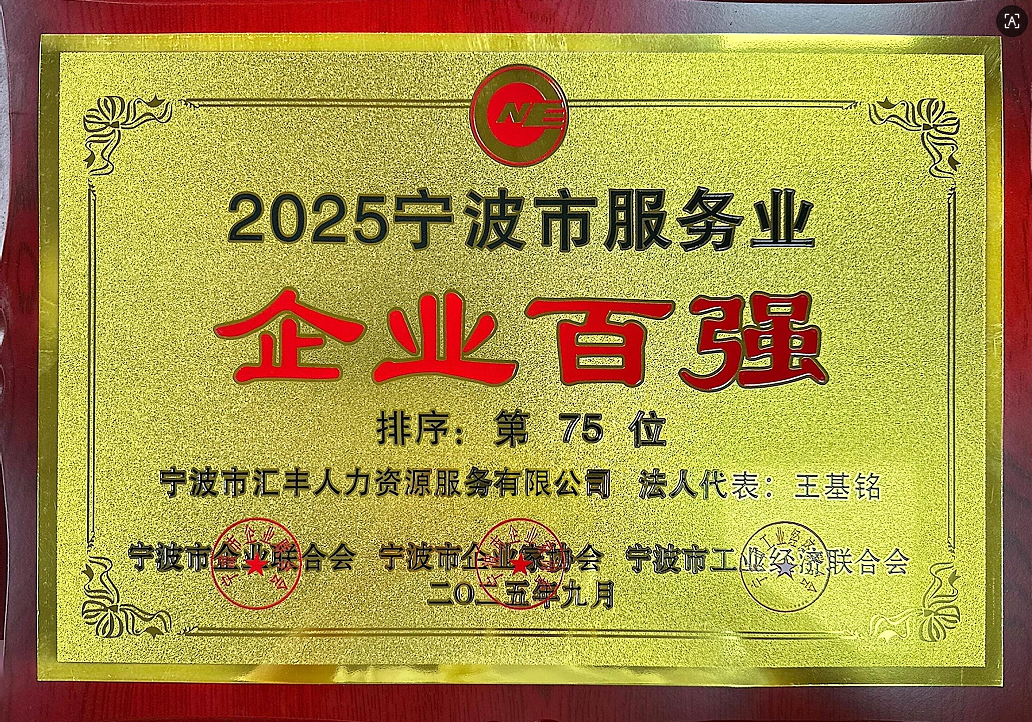 NE
2025宁波市服务业
企业百强
排序：第 75 位
宁波市汇丰人力资源服务有限公司 法人代表：王基铭
宁波市企业联合会 宁波市企业家协会 宁波市工业经济联合会
二〇二五年九月